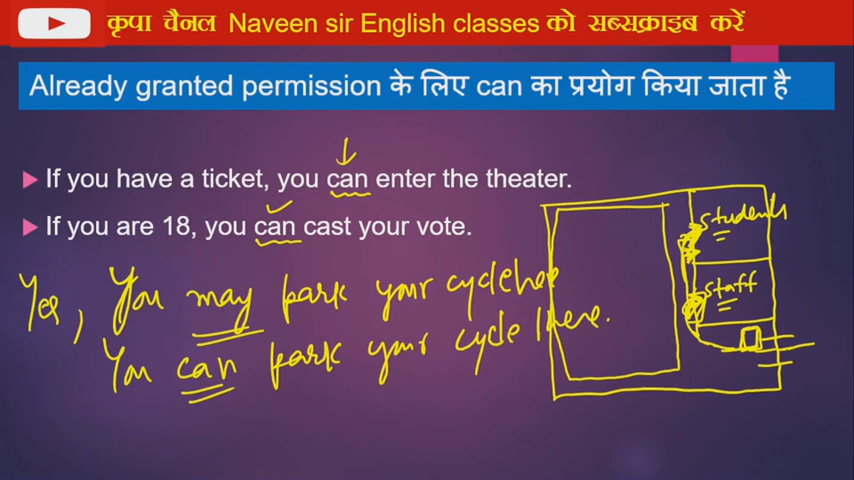 कृपा चैनल Naveen sir English classes को सब्सक्राइब करें
Already granted permission के लिए can का प्रयोग किया जाता है
If you have a ticket, you can enter the theater.
If you are 18, you can cast your vote.
Yes, You may park your cycle here
You can park your cycle here.
students
staff